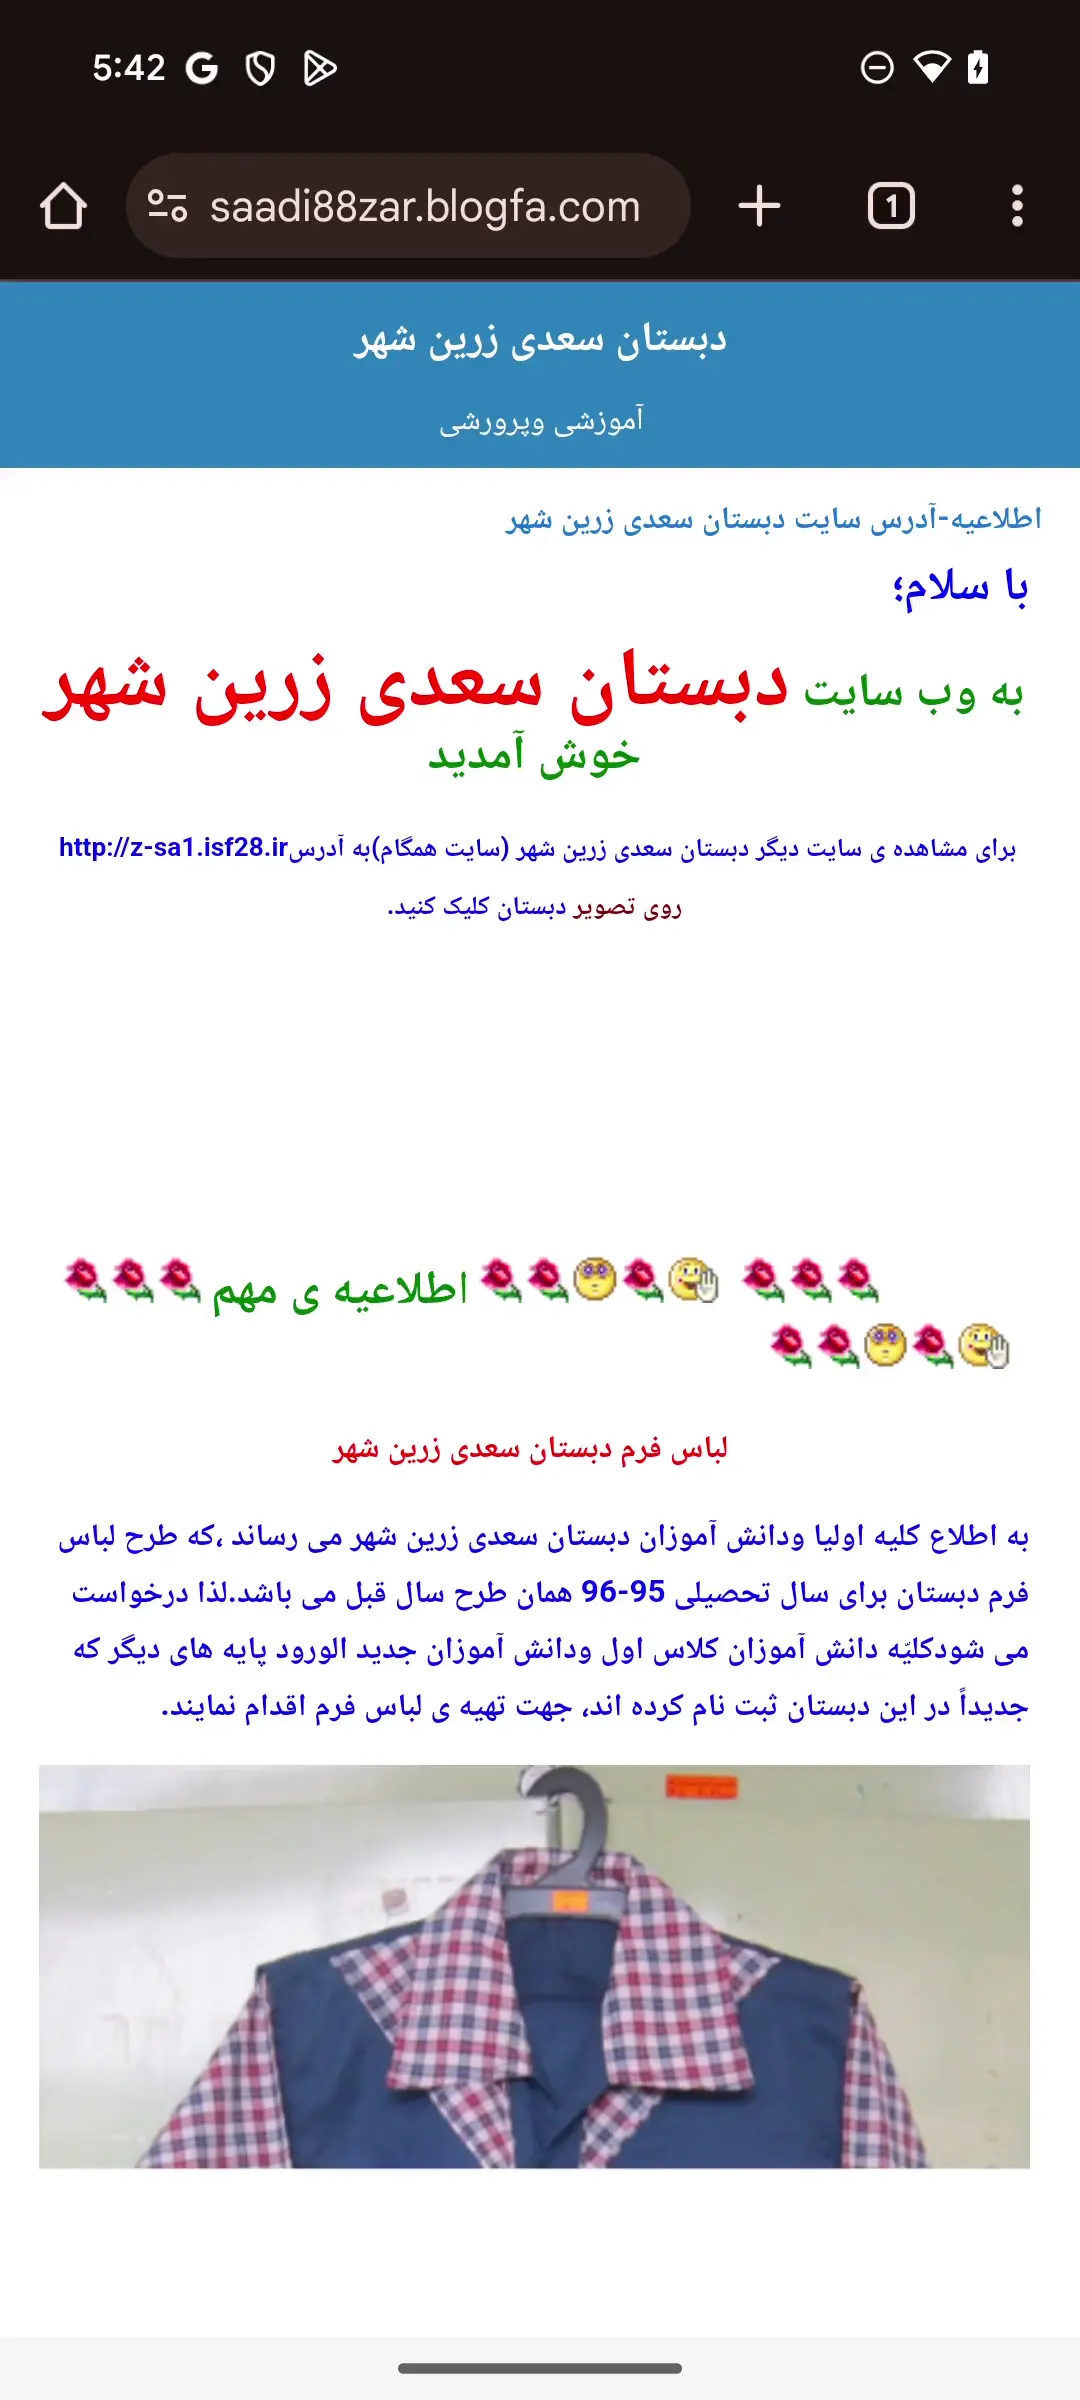 5:42
saadi88zar.blogfa.com
1
دبستان سعدی زرین شهر
آموزشی وپرورشی
اطلاعیه-آدرس سایت دبستان سعدی زرین شهر
با سلام؛
به وب سایت دبستان سعدی زرین شهر
خوش آمدید
برای مشاهده ی سایت دیگر دبستان سعدی زرین شهر (سایت همگام)به آدرسhttp://z-sa1.isf28.ir
روی تصویر دبستان کلیک کنید.
اطلاعیه ی مهم
لباس فرم دبستان سعدی زرین شهر
به اطلاع کلیه اولیا ودانش آموزان دبستان سعدی زرین شهر می رساند ،که طرح لباس
فرم دبستان برای سال تحصیلی 95-96 همان طرح سال قبل می باشد.لذا درخواست
می شودکلیّه دانش آموزان کلاس اول ودانش آموزان جدید الورود پایه های دیگر که
جدیداً در این دبستان ثبت نام کرده اند، جهت تهیه ی لباس فرم اقدام نمایند.